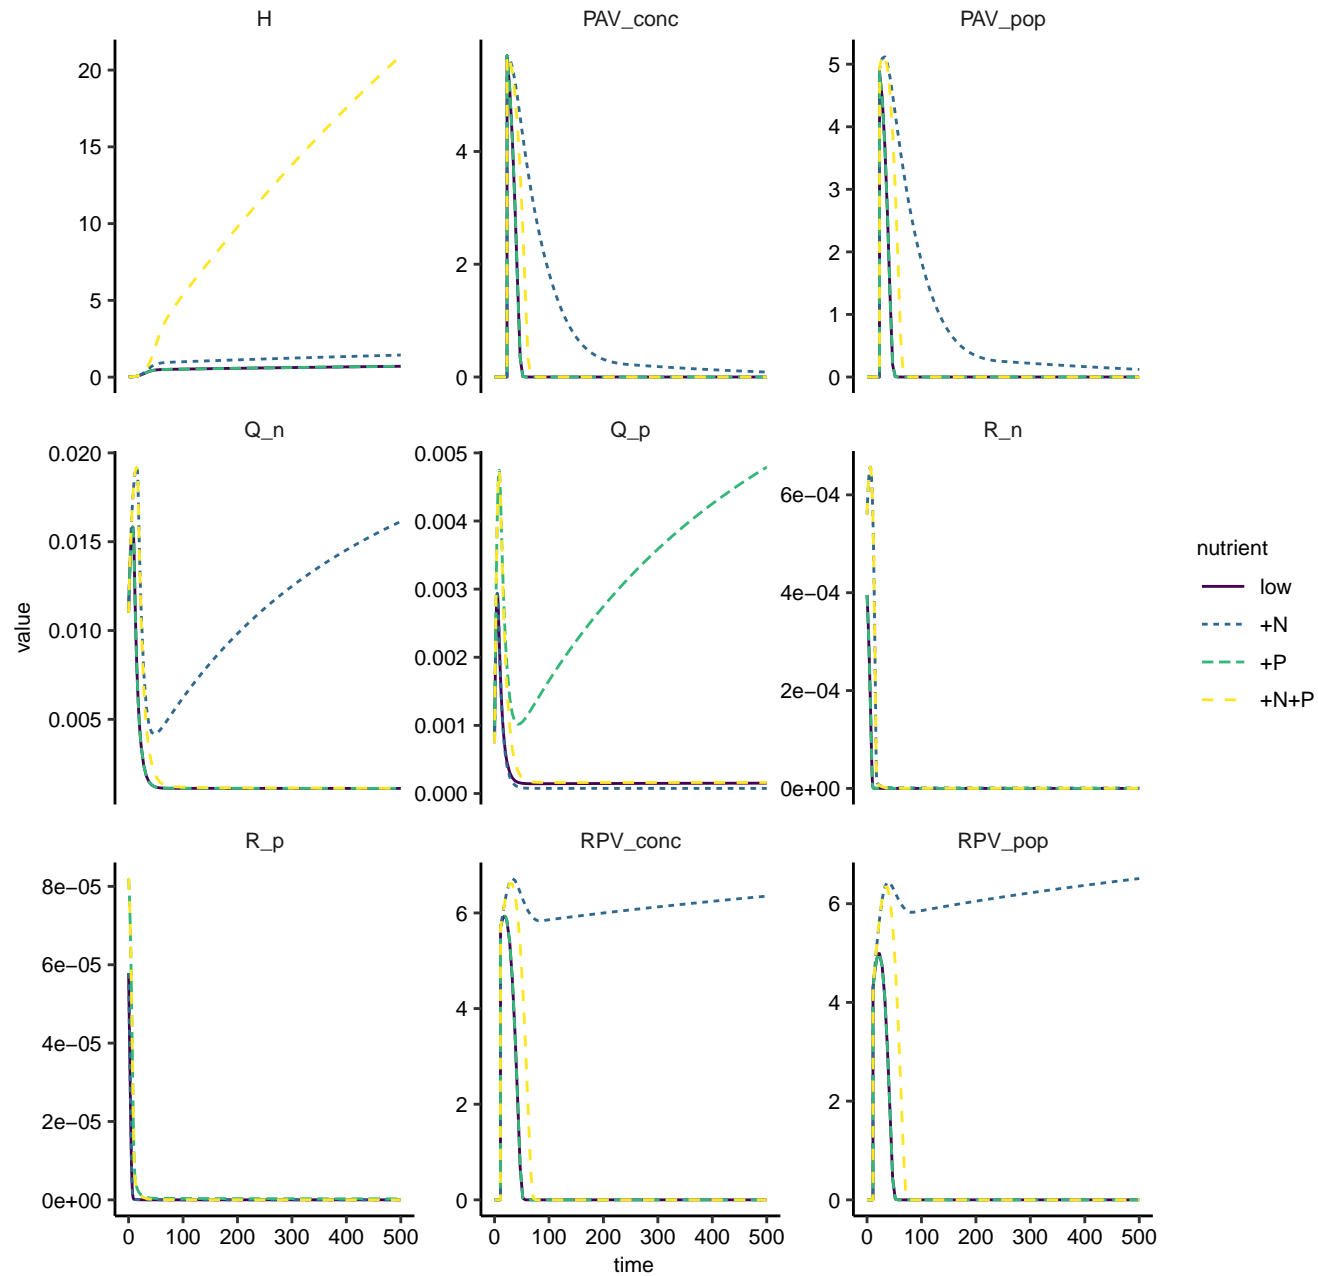 H
PAV_conc
PAV_pop
20
15
10
5
0
4
2
0
5
4
3
2
1
0
Q_n
Q_p
R_n
0.020
0.015
0.010
0.005
0.005
0.004
0.003
0.002
0.001
0.000
6e−04
4e−04
2e−04
0e+00
value
nutrient
low
+N
+P
+N+P
R_p
RPV_conc
RPV_pop
8e−05
6e−05
4e−05
2e−05
0e+00
6
4
2
0
6
4
2
0
0 100 200 300 400 500
0 100 200 300 400 500
0 100 200 300 400 500
time